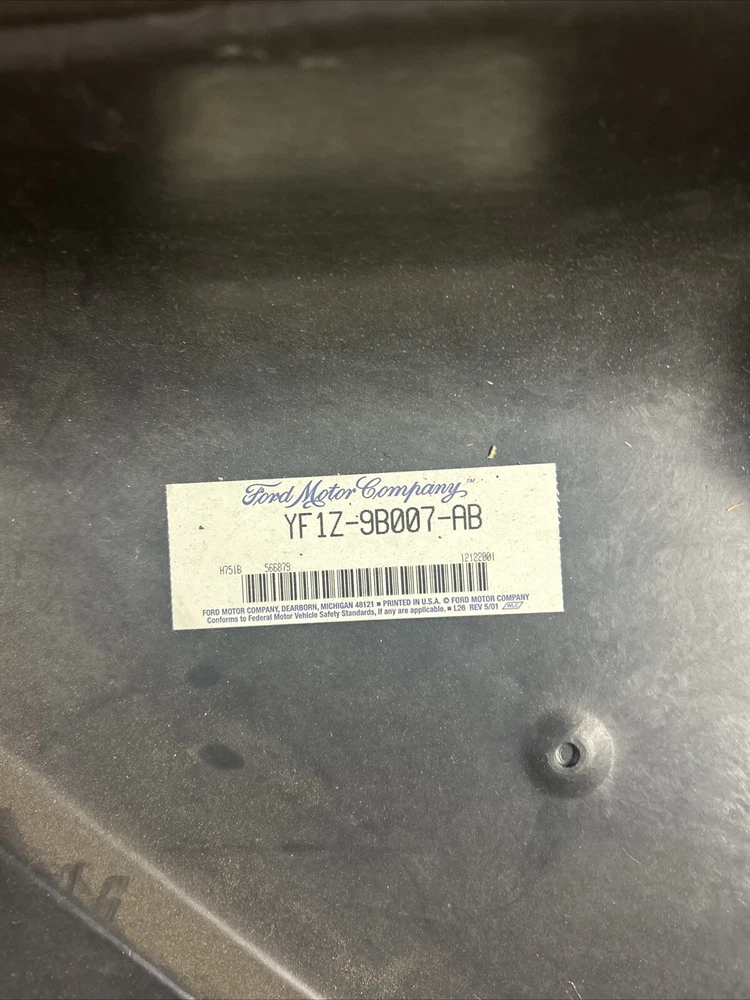 Ford Motor Company™
YF1Z-9B007-AB
H751B 566879 12122001
FORD MOTOR COMPANY, DEARBORN, MICHIGAN 48121 ■ PRINTED IN U.S.A. © FORD MOTOR COMPANY
Conforms to Federal Motor Vehicle Safety Standards, if any are applicable. ■ L26 REV 5/01 WLC